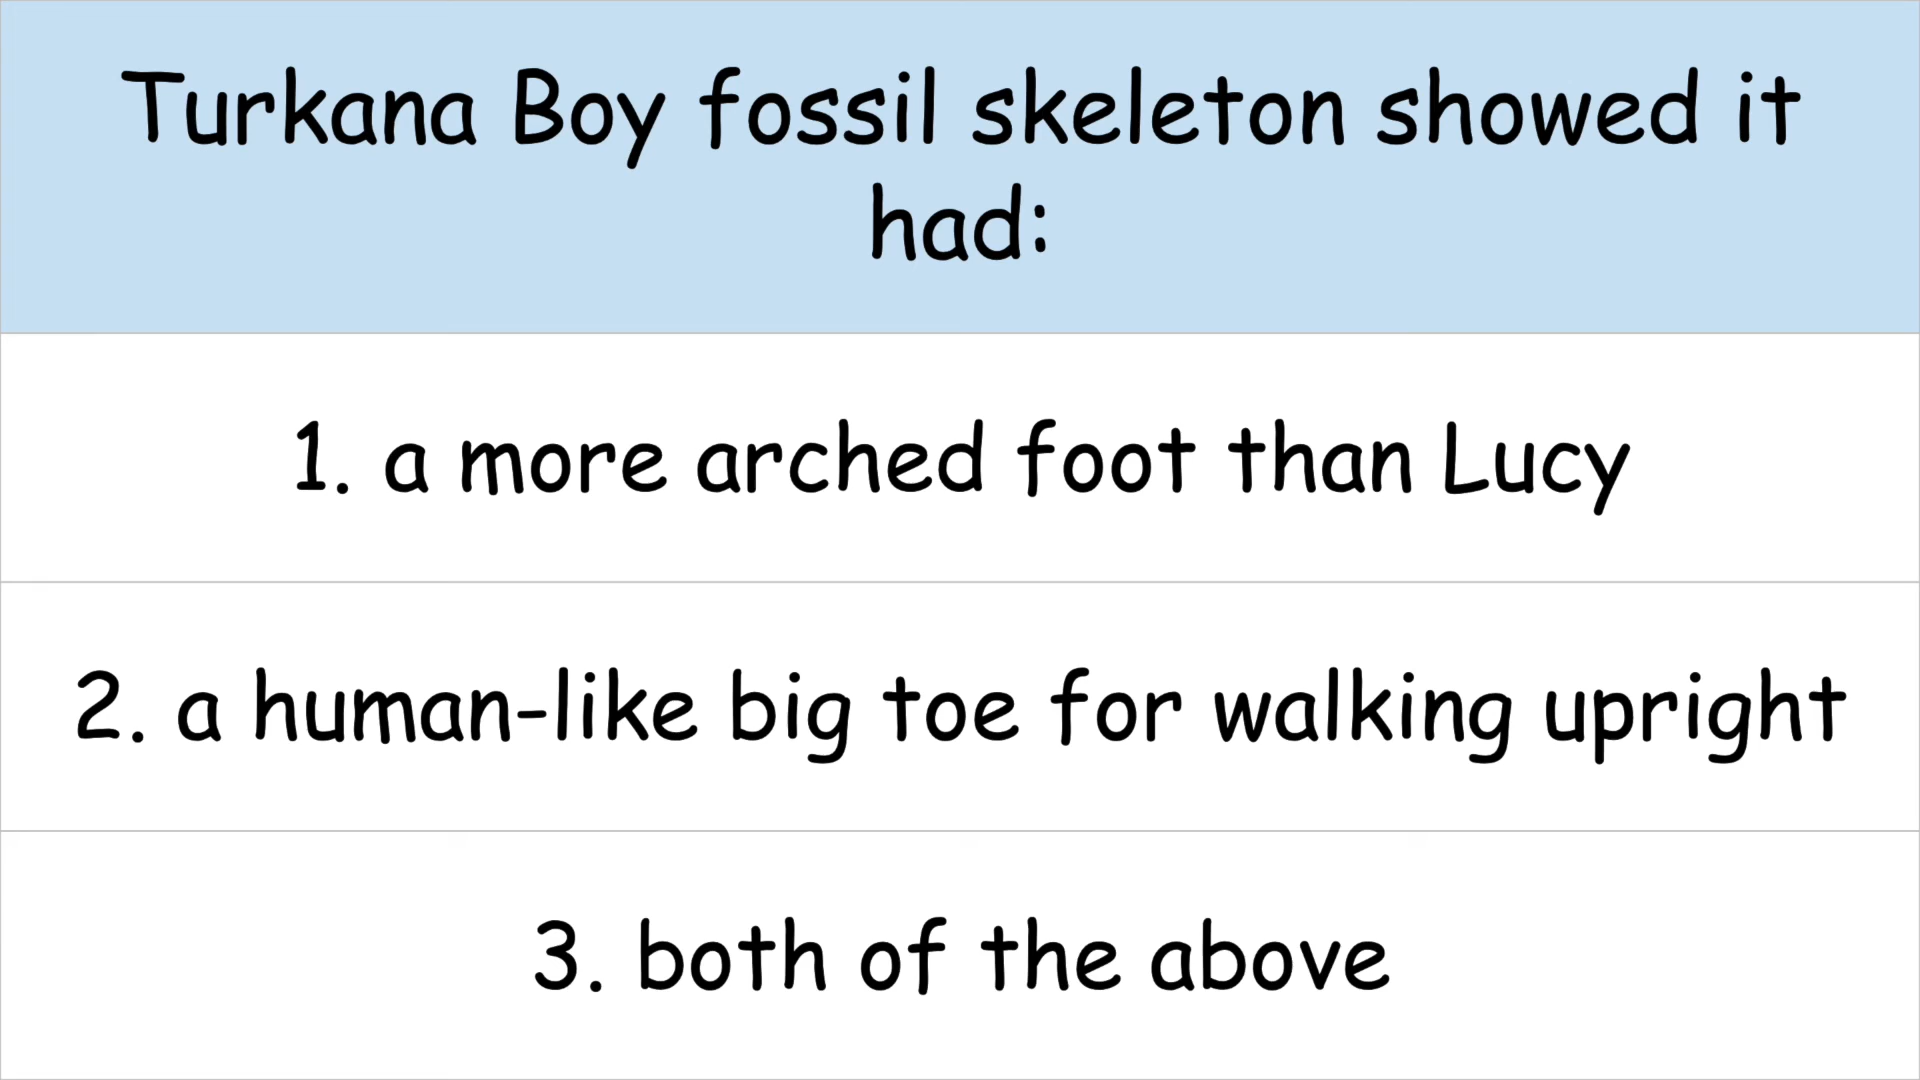 Turkana Boy fossil skeleton showed it
had:
1. a more arched foot than Lucy
2. a human-like big toe for walking upright
3. both of the above